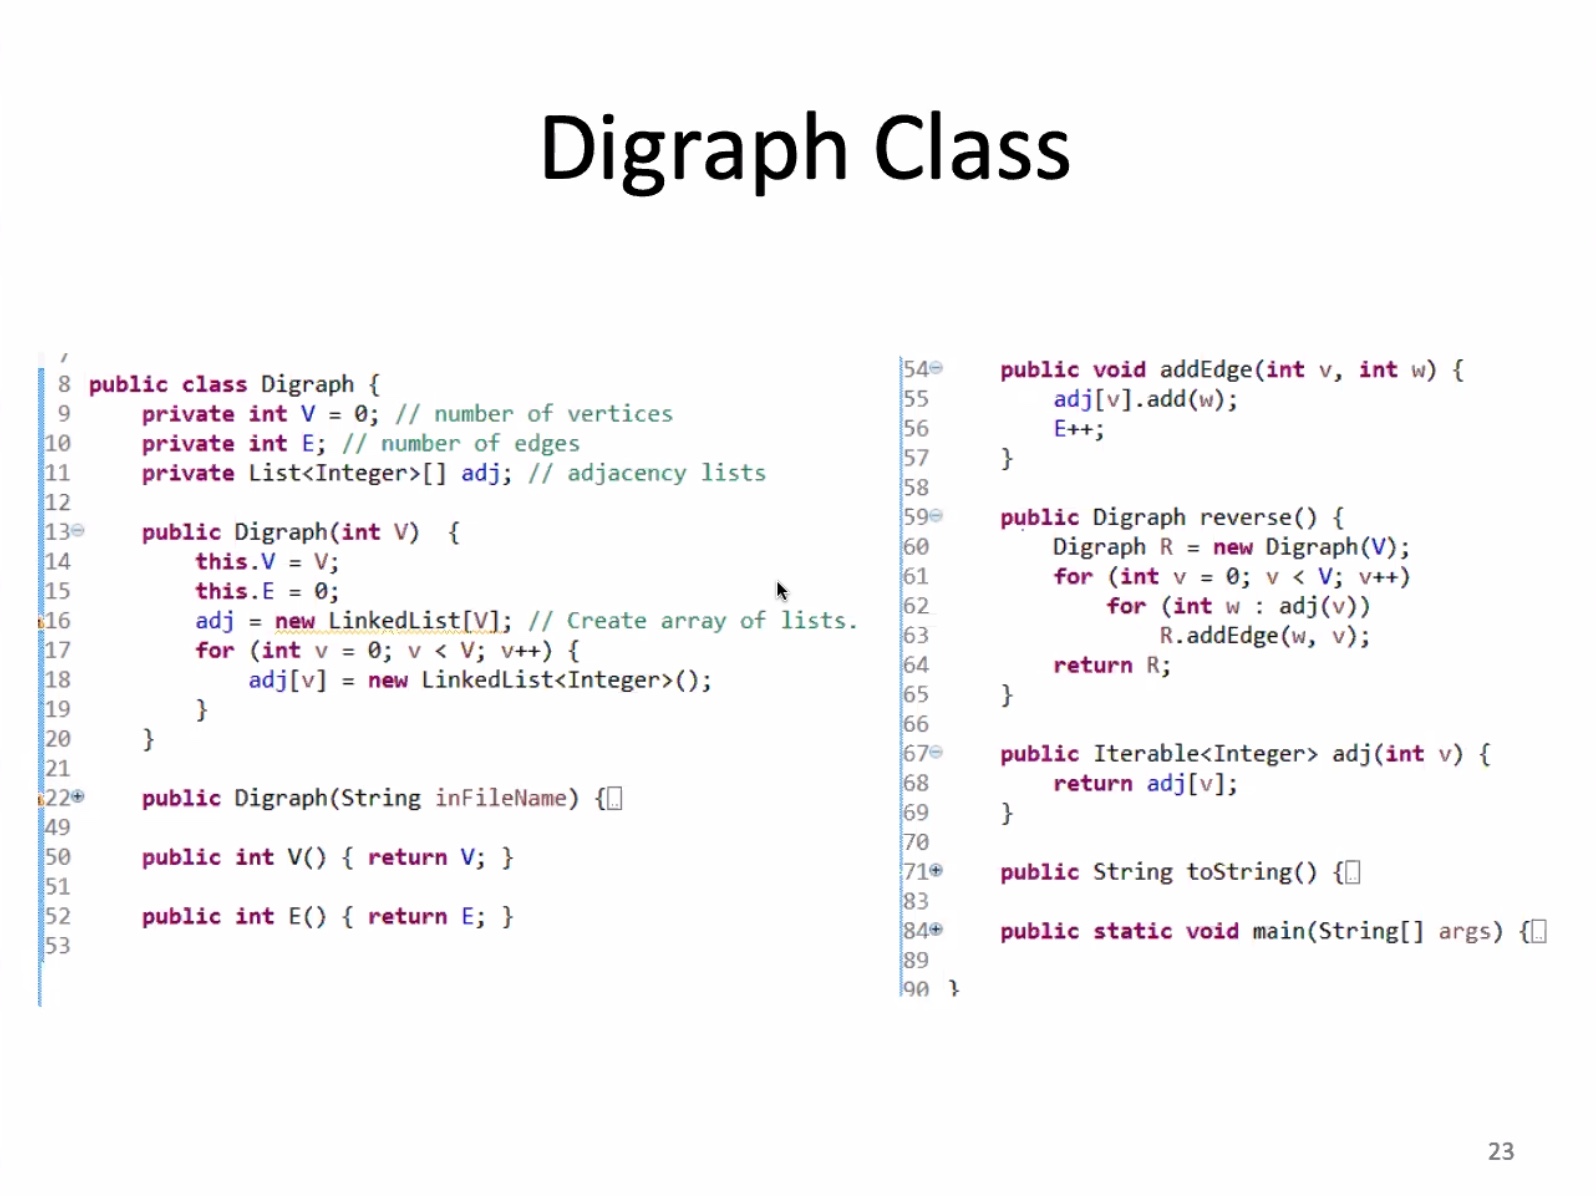 Digraph Class
7
8 public class Digraph {
9     private int V = 0; // number of vertices
10     private int E; // number of edges
11     private List<Integer>[] adj; // adjacency lists
12
13     public Digraph(int V)  {
14         this.V = V;
15         this.E = 0;
16         adj = new LinkedList[V]; // Create array of lists.
17         for (int v = 0; v < V; v++) {
18             adj[v] = new LinkedList<Integer>();
19         }
20     }
21
22     public Digraph(String inFileName) {
49
50     public int V() { return V; }
51
52     public int E() { return E; }
53
54     public void addEdge(int v, int w) {
55         adj[v].add(w);
56         E++;
57     }
58
59     public Digraph reverse() {
60         Digraph R = new Digraph(V);
61         for (int v = 0; v < V; v++)
62             for (int w : adj(v))
63                 R.addEdge(w, v);
64         return R;
65     }
66
67     public Iterable<Integer> adj(int v) {
68         return adj[v];
69     }
70
71     public String toString() {
83
84     public static void main(String[] args) {
89
90 }
23